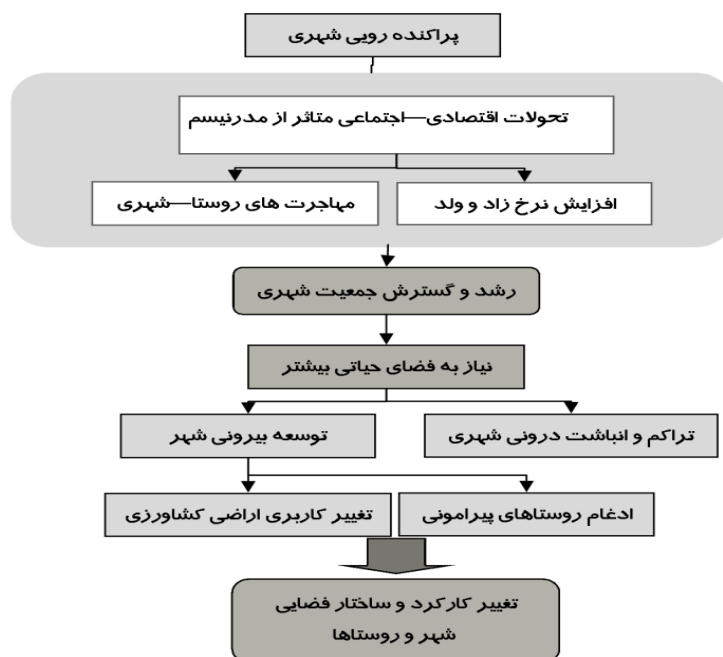 پراکنده رویی شهری
تحولات اقتصادی—اجتماعی متاثر از مدرنیسم
افزایش نرخ زاد و ولد
مهاجرت های روستا—شهری
رشد و گسترش جمعیت شهری
نیاز به فضای حیاتی بیشتر
تراکم و انباشت درونی شهری
توسعه بیرونی شهر
ادغام روستاهای پیرامونی
تغییر کاربری اراضی کشاورزی
تغییر کارکرد و ساختار فضایی
شهر و روستاها